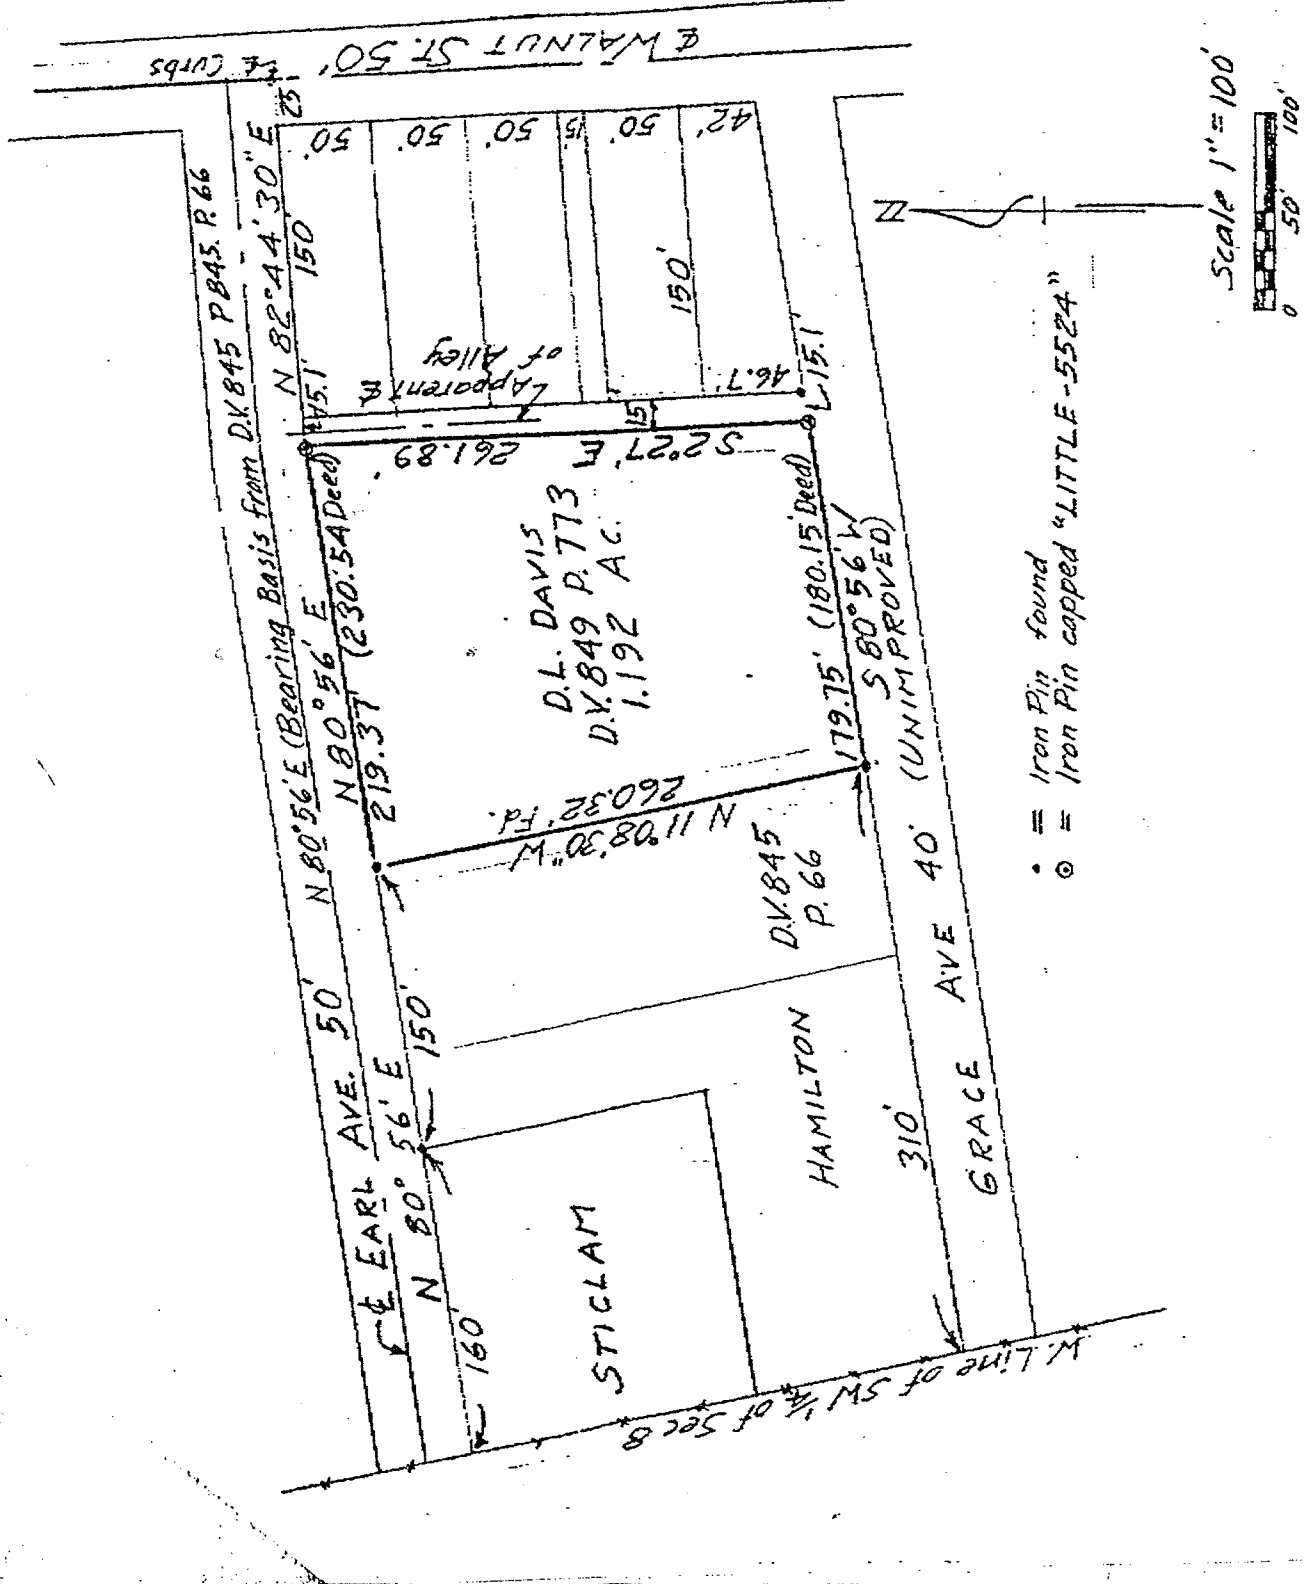 ℄ WALNUT ST. 50'
℄ Curbs
25'
N 80°56' E (Bearing Basis from D.V. 845 P 845. P. 66
N 82°44'30" E
15.1'
150'
50'
50'
50'
15'
50'
42'
150'
46.7'
15.1'
Apparent ℄
of Alley
15'
℄ EARL AVE. 50'
N 80° 56' E
160'
150'
N 80°56' E
219.37' (230.54 Deed)
S 2°27' E
261.89'
D.L. DAVIS
D.V. 849 P. 773
1.192 AC.
179.75' (180.15' Deed)
S 80°56' W
N 11°08'30" W
260.32' Fd.
D.V. 845
P. 66
STICLAM
HAMILTON
310'
GRACE AVE 40' (UNIMPROVED)
W. Line of SW ¼ of Sec 8
N
• = Iron Pin found
⊙ = Iron Pin capped "LITTLE-5524"
Scale 1" = 100'
0 50' 100'